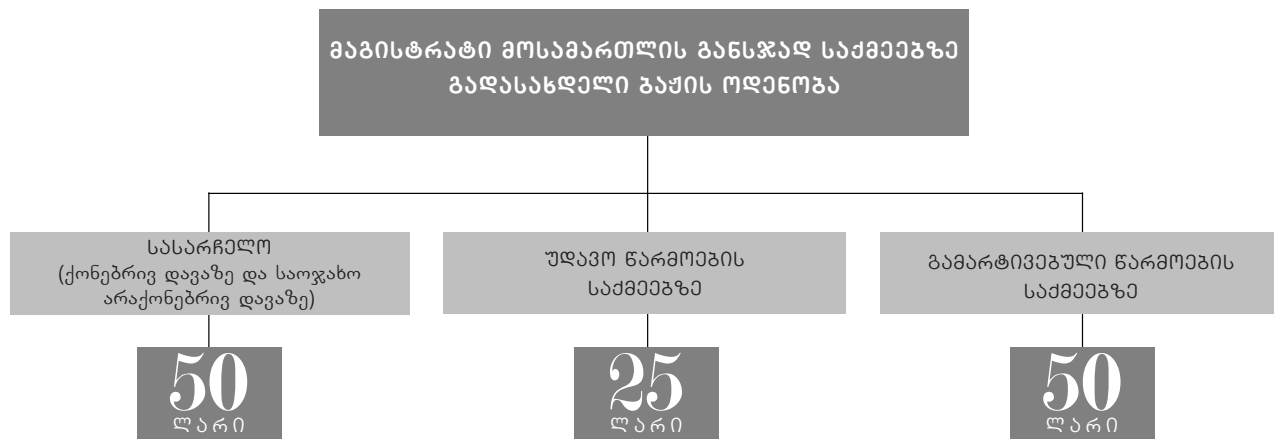 მაგისტრატი მოსამართლის განსჯად საქმეებზე
გადასახდელი ბაჟის ოდენობა
სასარჩელო
(ქონებრივ დავაზე და საოჯახო
არაქონებრივ დავაზე)
50
ლარი
უდავო წარმოების
საქმეებზე
25
ლარი
გამარტივებული წარმოების
საქმეებზე
50
ლარი